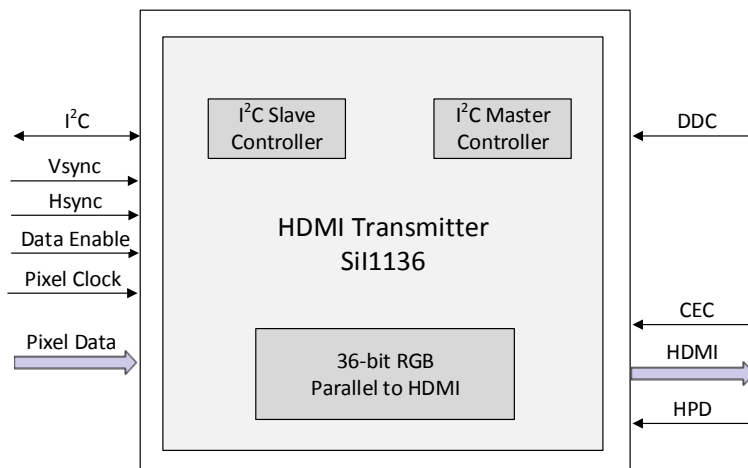 I²C
Vsync
Hsync
Data Enable
Pixel Clock
Pixel Data
I²C Slave
Controller
I²C Master
Controller
HDMI Transmitter
SiI1136
36-bit RGB
Parallel to HDMI
DDC
CEC
HDMI
HPD